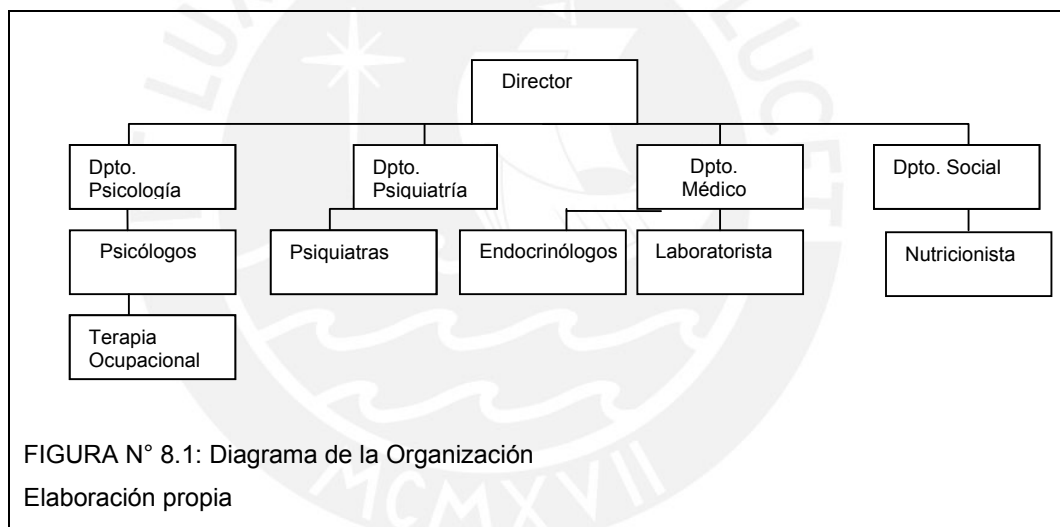 Director
Dpto.
Psicología
Dpto.
Psiquiatría
Dpto.
Médico
Dpto. Social
Psicólogos
Psiquiatras
Endocrinólogos
Laboratorista
Nutricionista
Terapia
Ocupacional
FIGURA N° 8.1: Diagrama de la Organización
Elaboración propia
MCMXVII